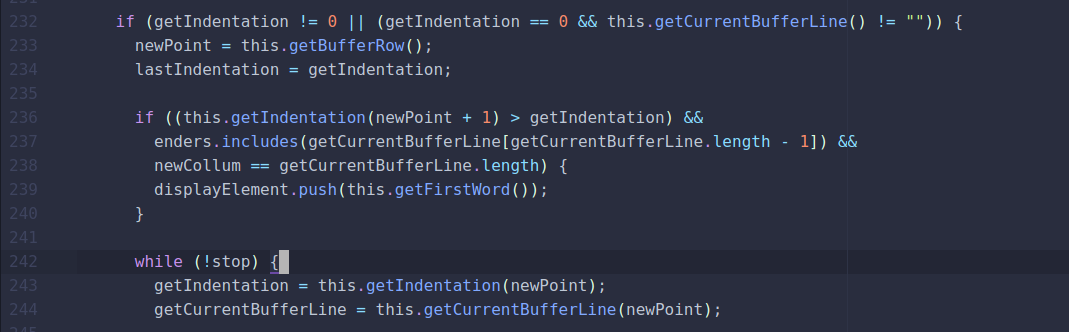 232 if (getIndentation != 0 || (getIndentation == 0 && this.getCurrentBufferLine() != "")) {
233 newPoint = this.getBufferRow();
234 lastIndentation = getIndentation;
235
236 if ((this.getIndentation(newPoint + 1) > getIndentation) &&
237 enders.includes(getCurrentBufferLine[getCurrentBufferLine.length - 1]) &&
238 newCollum == getCurrentBufferLine.length) {
239 displayElement.push(this.getFirstWord());
240 }
241
242 while (!stop) {
243 getIndentation = this.getIndentation(newPoint);
244 getCurrentBufferLine = this.getCurrentBufferLine(newPoint);